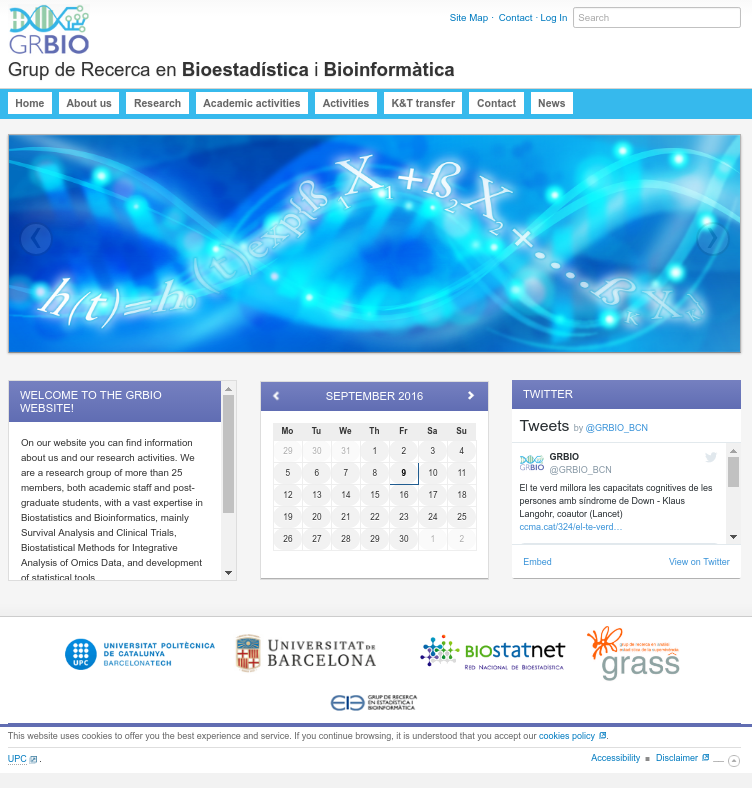 GRBIO
Site Map · Contact · Log In Search
Grup de Recerca en Bioestadística i Bioinformàtica
Home About us Research Academic activities Activities K&T transfer Contact News
h(t)=h₀(t)exp{ß₁X₁+ß₂X₂+...+ßₖXₖ}
WELCOME TO THE GRBIO
WEBSITE!
On our website you can find information
about us and our research activities. We
are a research group of more than 25
members, both academic staff and post-
graduate students, with a vast expertise in
Biostatistics and Bioinformatics, mainly
Survival Analysis and Clinical Trials,
Biostatistical Methods for Integrative
Analysis of Omics Data, and development
of statistical tools
SEPTEMBER 2016
Mo Tu We Th Fr Sa Su
29 30 31 1 2 3 4
5 6 7 8 9 10 11
12 13 14 15 16 17 18
19 20 21 22 23 24 25
26 27 28 29 30 1 2
TWITTER
Tweets by @GRBIO_BCN
GRBIO
GRBIO
@GRBIO_BCN
El te verd millora les capacitats cognitives de les
persones amb síndrome de Down - Klaus
Langohr, coautor (Lancet)
ccma.cat/324/el-te-verd…
Embed View on Twitter
UPC
UNIVERSITAT POLITÈCNICA
DE CATALUNYA
BARCELONATECH
UNIVERSITAT DE
BARCELONA
BIOSTATNET
RED NACIONAL DE BIOESTADÍSTICA
grass
GRUP DE RECERCA
EN ESTADÍSTICA I
BIOINFORMÀTICA
This website uses cookies to offer you the best experience and service. If you continue browsing, it is understood that you accept our cookies policy.
UPC .
Accessibility Disclaimer